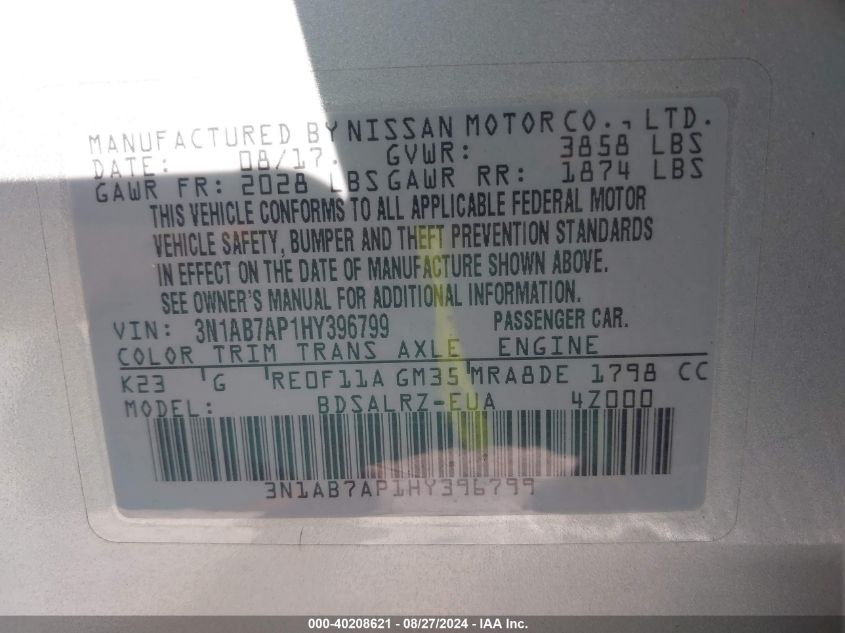 MANUFACTURED BY NISSAN MOTOR CO., LTD.
DATE: 08/17. GVWR: 3858 LBS
GAWR FR: 2028 LBS GAWR RR: 1874 LBS
THIS VEHICLE CONFORMS TO ALL APPLICABLE FEDERAL MOTOR
VEHICLE SAFETY, BUMPER AND THEFT PREVENTION STANDARDS
IN EFFECT ON THE DATE OF MANUFACTURE SHOWN ABOVE.
SEE OWNER'S MANUAL FOR ADDITIONAL INFORMATION.
VIN: 3N1AB7AP1HY396799 PASSENGER CAR.
COLOR TRIM TRANS AXLE ENGINE
K23 G RE0F11A GM35 MRA8DE 1798 CC
MODEL: BDSALRZ-EUA 4Z000
3N1AB7AP1HY396799
000-40208621 - 08/27/2024 - IAA, Inc.